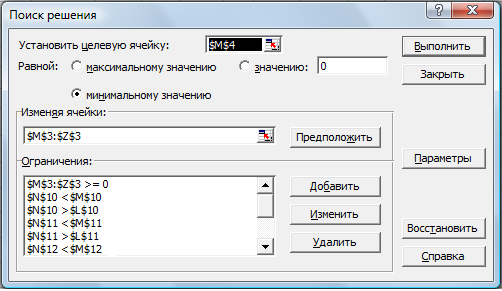 Поиск решения
?
Установить целевую ячейку: $M$4
Выполнить
Равной: максимальному значению значению: 0
Закрыть
минимальному значению
Изменяя ячейки:
$M$3:$Z$3
Предположить
Параметры
Ограничения:
$M$3:$Z$3 >= 0
$N$10 < $M$10
$N$10 > $L$10
$N$11 < $M$11
$N$11 > $L$11
$N$12 < $M$12
Добавить
Изменить
Удалить
Восстановить
Справка